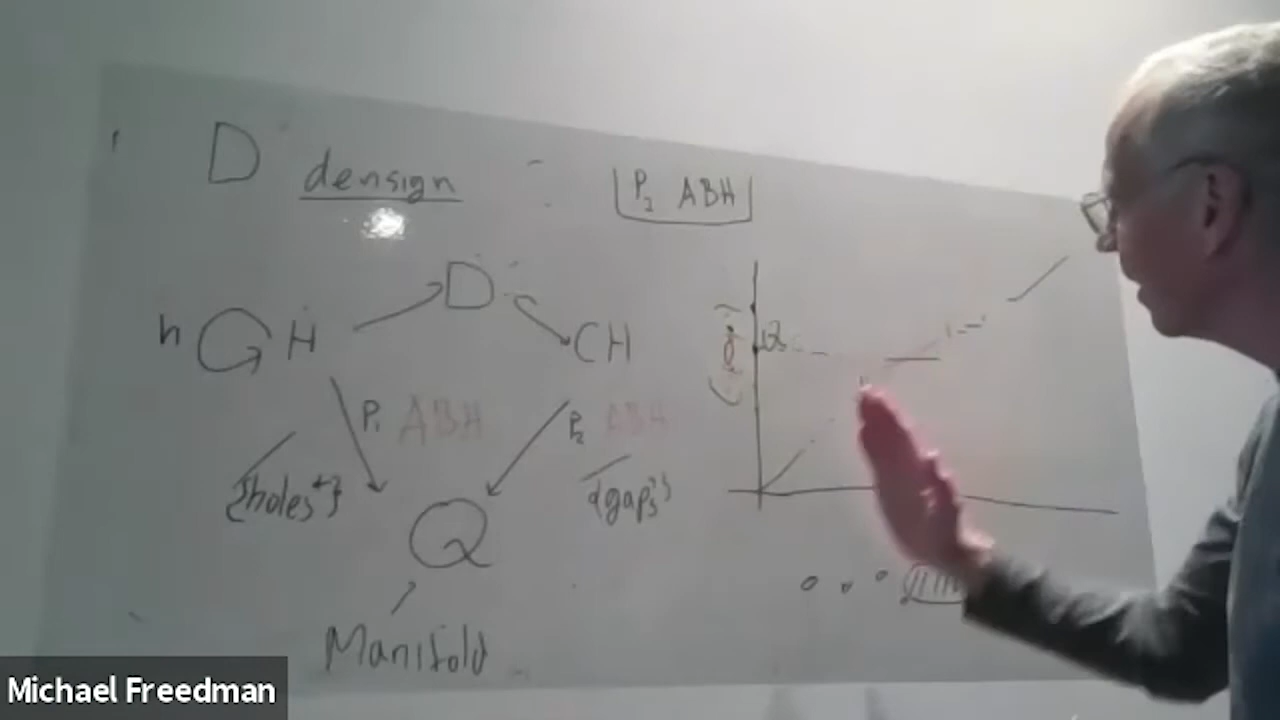 D densign
P2 ABH
D
h G H
CH
P1 ABH
P2 ABH
{holes+}
{gaps}
Q
Manifold
Michael Freedman